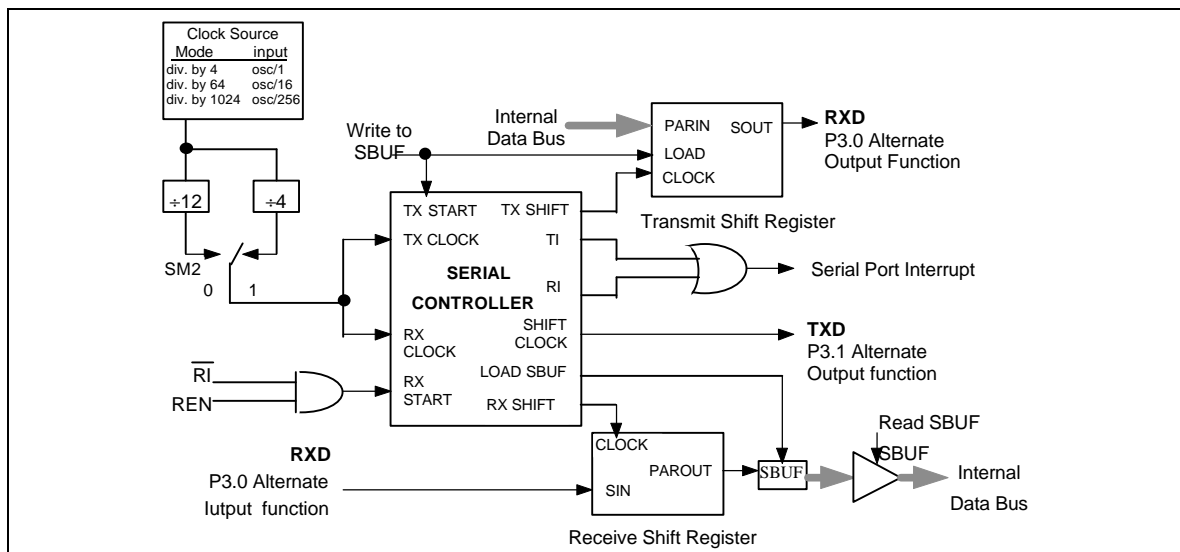 Clock Source
Mode input
div. by 4 osc/1
div. by 64 osc/16
div. by 1024 osc/256
÷12
÷4
SM2
0 1
Write to
SBUF
Internal
Data Bus
PARIN SOUT
LOAD
CLOCK
RXD
P3.0 Alternate
Output Function
Transmit Shift Register
TX START TX SHIFT
TX CLOCK TI
SERIAL
RI
CONTROLLER
SHIFT
CLOCK
RX
CLOCK
LOAD SBUF
RX
START
RX SHIFT
Serial Port Interrupt
TXD
P3.1 Alternate
Output function
RI
REN
RXD
P3.0 Alternate
Iutput function
CLOCK
PAROUT
SIN
Receive Shift Register
SBUF
Read SBUF
SBUF
Internal
Data Bus